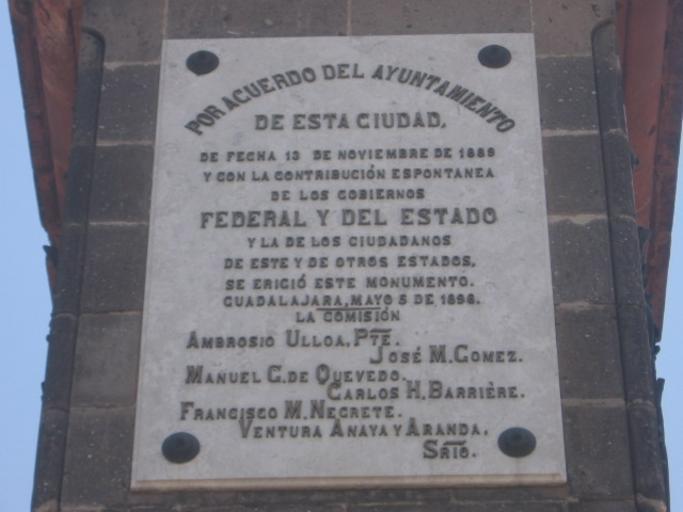 POR ACUERDO DEL AYUNTAMIENTO
DE ESTA CIUDAD,
DE FECHA 13 DE NOVIEMBRE DE 1889
Y CON LA CONTRIBUCIÓN ESPONTANEA
DE LOS GOBIERNOS
FEDERAL Y DEL ESTADO
Y LA DE LOS CIUDADANOS
DE ESTE Y DE OTROS ESTADOS,
SE ERIGIÓ ESTE MONUMENTO.
GUADALAJARA, MAYO 5 DE 1896.
LA COMISIÓN
AMBROSIO ULLOA, PTE.
JOSÉ M. GOMEZ.
MANUEL G. DE QUEVEDO.
CARLOS H. BARRIÈRE.
FRANCISCO M. NEGRETE.
VENTURA ANAYA Y ARANDA.
SRIO.